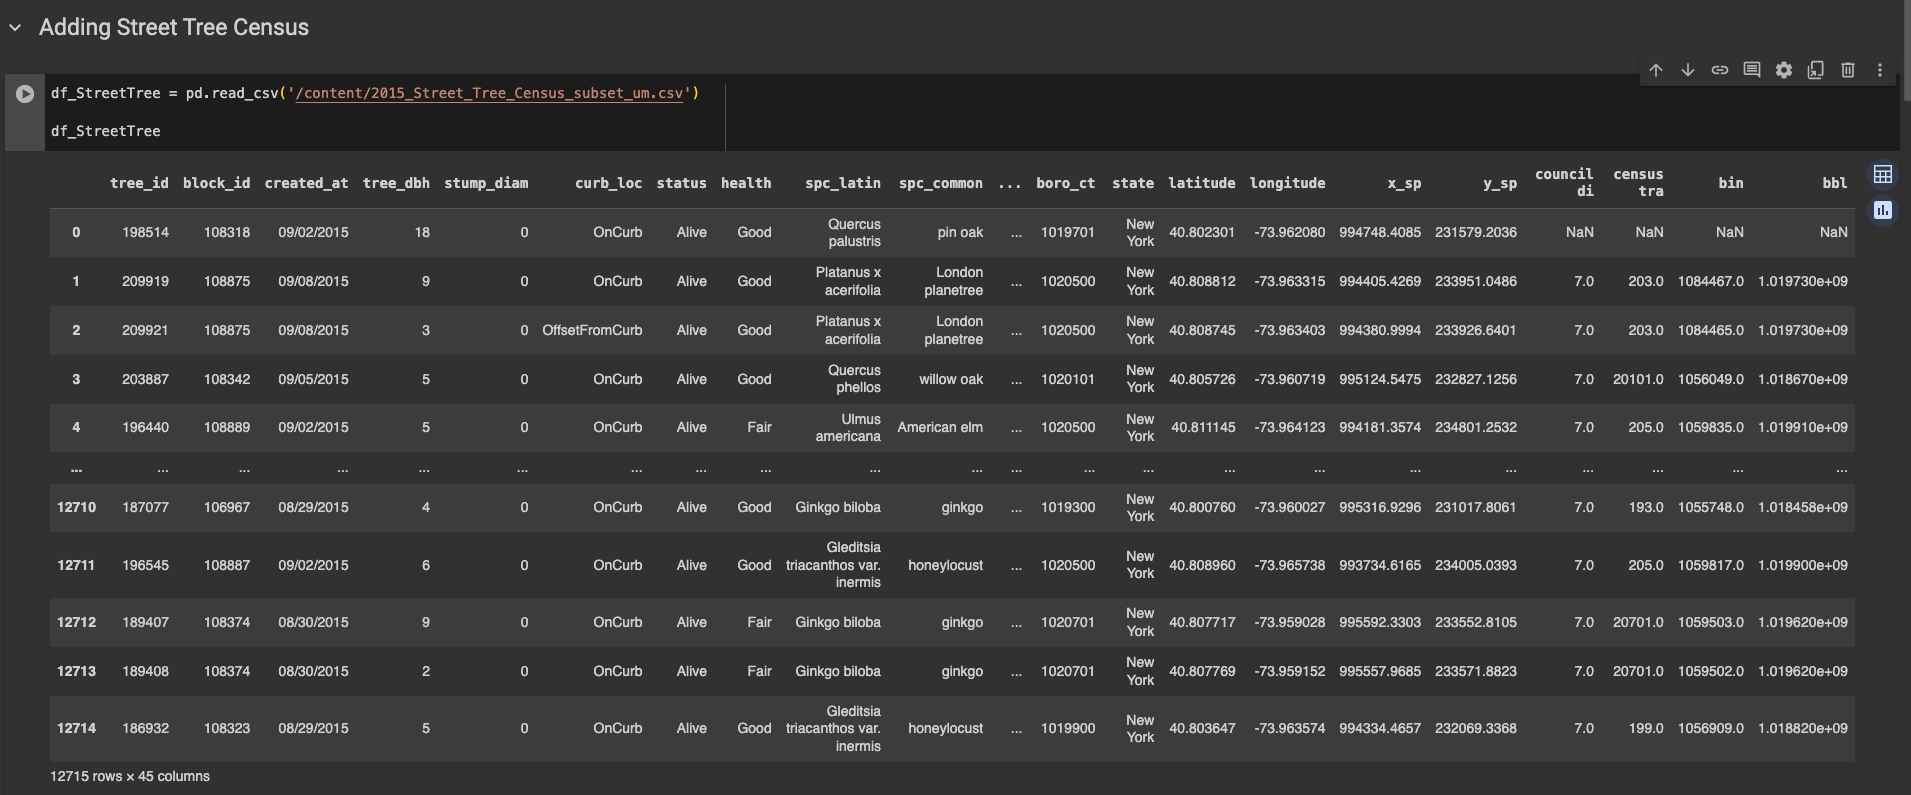 Adding Street Tree Census
df_StreetTree = pd.read_csv('/content/2015_Street_Tree_Census_subset_um.csv')
df_StreetTree
tree_id block_id created_at tree_dbh stump_diam curb_loc status health spc_latin spc_common ... boro_ct state latitude longitude x_sp y_sp council di census tra bin bbl
0 198514 108318 09/02/2015 18 0 OnCurb Alive Good Quercus palustris pin oak ... 1019701 New York 40.802301 -73.962080 994748.4085 231579.2036 NaN NaN NaN NaN
1 209919 108875 09/08/2015 9 0 OnCurb Alive Good Platanus x acerifolia London planetree ... 1020500 New York 40.808812 -73.963315 994405.4269 233951.0486 7.0 203.0 1084467.0 1.019730e+09
2 209921 108875 09/08/2015 3 0 OffsetFromCurb Alive Good Platanus x acerifolia London planetree ... 1020500 New York 40.808745 -73.963403 994380.9994 233926.6401 7.0 203.0 1084465.0 1.019730e+09
3 203887 108342 09/05/2015 5 0 OnCurb Alive Good Quercus phellos willow oak ... 1020101 New York 40.805726 -73.960719 995124.5475 232827.1256 7.0 20101.0 1056049.0 1.018670e+09
4 196440 108889 09/02/2015 5 0 OnCurb Alive Fair Ulmus americana American elm ... 1020500 New York 40.811145 -73.964123 994181.3574 234801.2532 7.0 205.0 1059835.0 1.019910e+09
... ... ... ... ... ... ... ... ... ... ... ... ... ... ... ... ... ... ... ... ... ...
12710 187077 106967 08/29/2015 4 0 OnCurb Alive Good Ginkgo biloba ginkgo ... 1019300 New York 40.800760 -73.960027 995316.9296 231017.8061 7.0 193.0 1055748.0 1.018458e+09
12711 196545 108887 09/02/2015 6 0 OnCurb Alive Good Gleditsia triacanthos var. inermis honeylocust ... 1020500 New York 40.808960 -73.965738 993734.6165 234005.0393 7.0 205.0 1059817.0 1.019900e+09
12712 189407 108374 08/30/2015 9 0 OnCurb Alive Fair Ginkgo biloba ginkgo ... 1020701 New York 40.807717 -73.959028 995592.3303 233552.8105 7.0 20701.0 1059503.0 1.019620e+09
12713 189408 108374 08/30/2015 2 0 OnCurb Alive Fair Ginkgo biloba ginkgo ... 1020701 New York 40.807769 -73.959152 995557.9685 233571.8823 7.0 20701.0 1059502.0 1.019620e+09
12714 186932 108323 08/29/2015 5 0 OnCurb Alive Good Gleditsia triacanthos var. inermis honeylocust ... 1019900 New York 40.803647 -73.963574 994334.4657 232069.3368 7.0 199.0 1056909.0 1.018820e+09
12715 rows × 45 columns